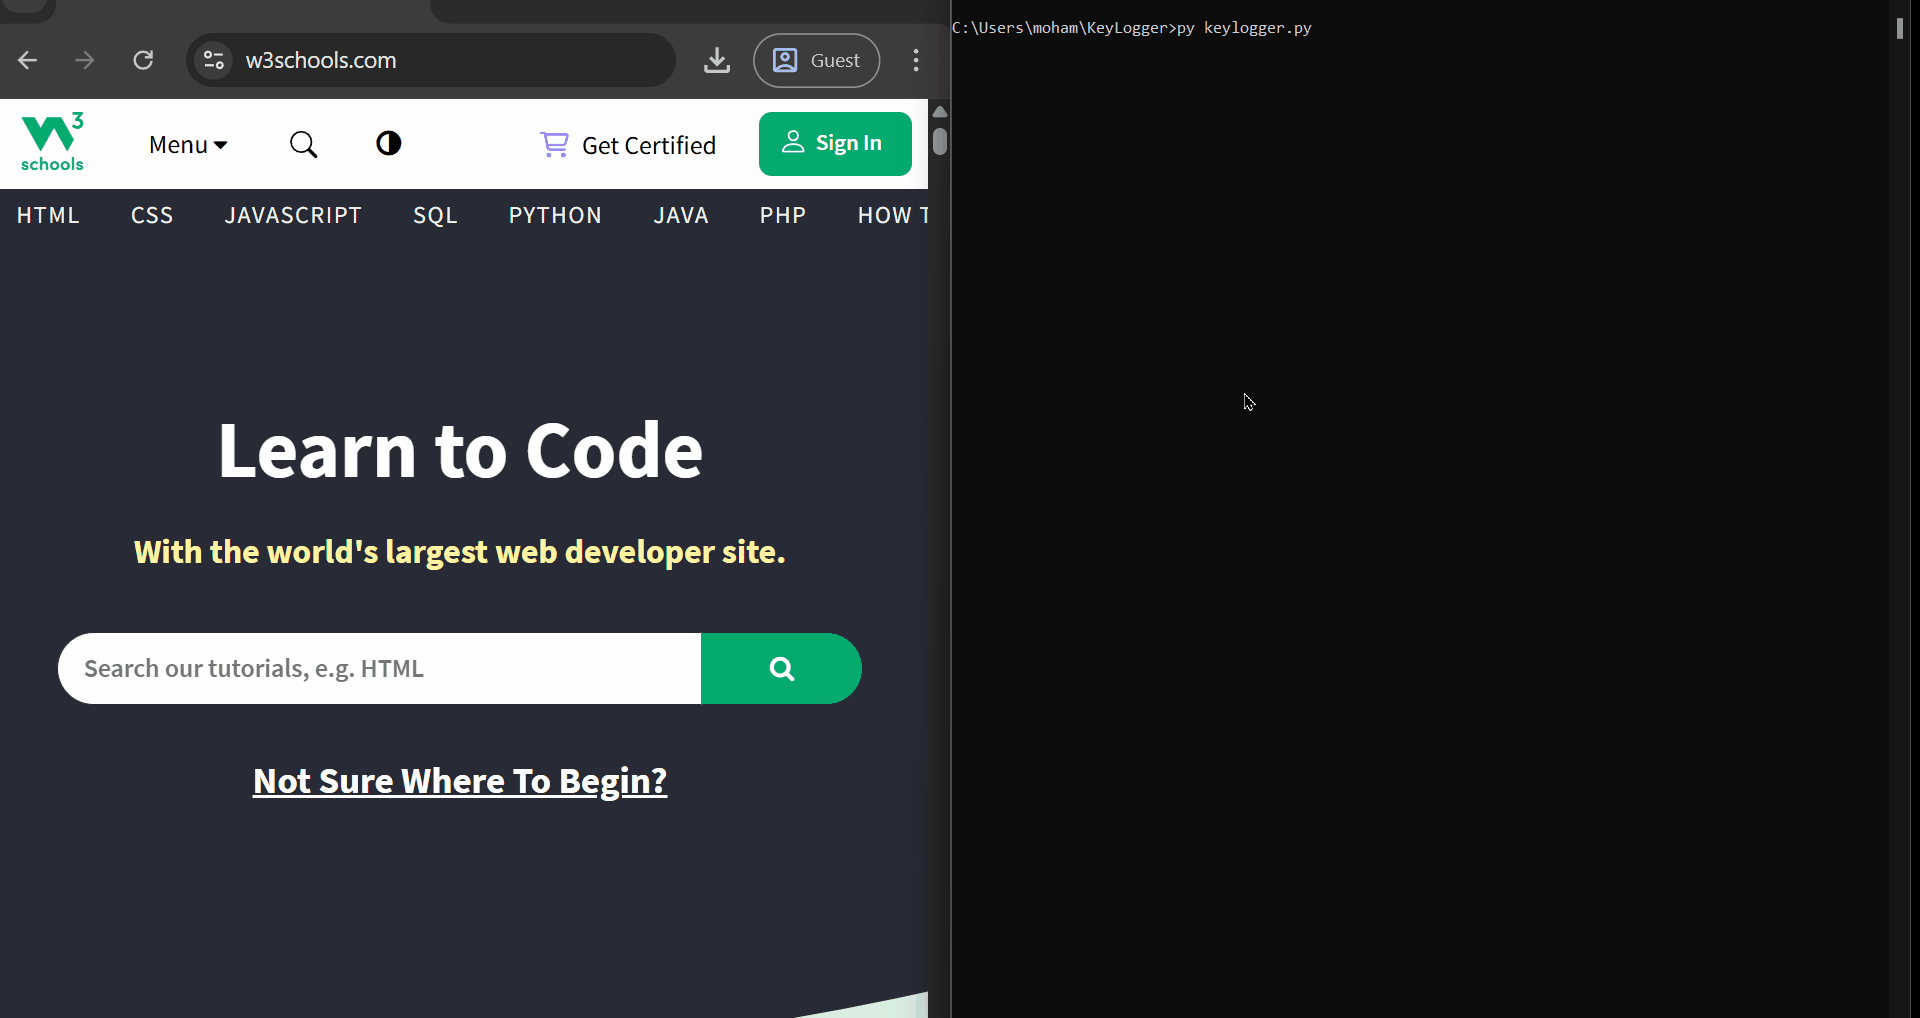 w3schools.com
Guest
C:\Users\moham\KeyLogger>py keylogger.py
W3
schools
Menu
Get Certified
Sign In
HTML CSS JAVASCRIPT SQL PYTHON JAVA PHP HOW T
Learn to Code
With the world's largest web developer site.
Search our tutorials, e.g. HTML
Not Sure Where To Begin?